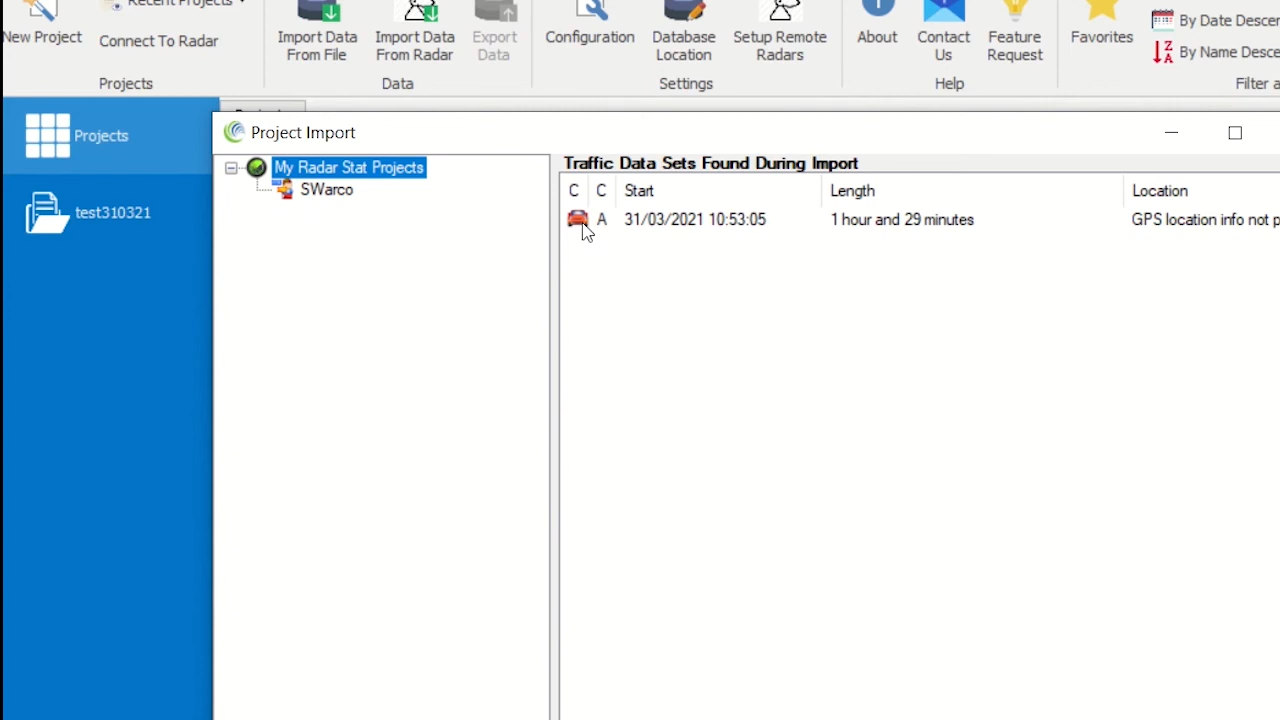 New Project
Recent Projects
Connect To Radar
Projects
Import Data
From File
Import Data
From Radar
Export
Data
Data
Configuration
Database
Location
Setup Remote
Radars
Settings
About
Contact
Us
Feature
Request
Help
Favorites
By Date Descen
By Name Desce
Filter a
Projects
test310321
Project Import
My Radar Stat Projects
SWarco
Traffic Data Sets Found During Import
C C Start Length Location
A 31/03/2021 10:53:05 1 hour and 29 minutes GPS location info not p